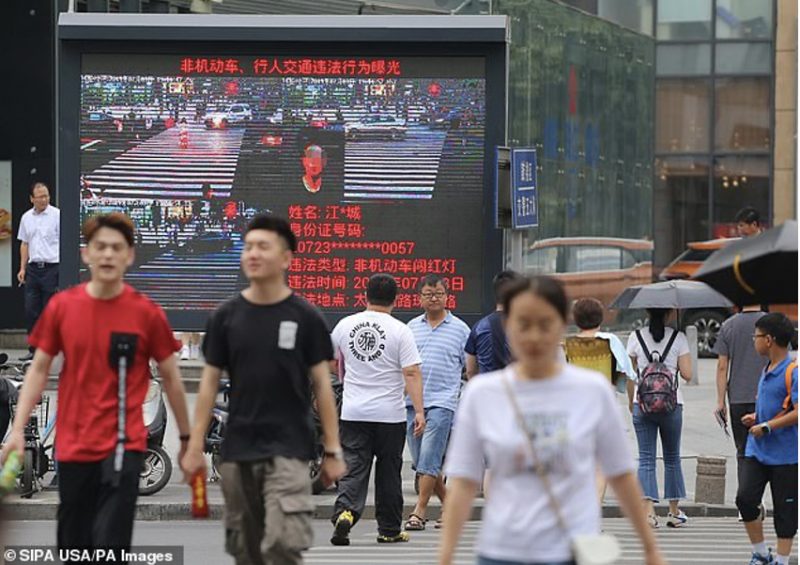 非机动车、行人交通违法行为曝光
姓名: 江*城
身份证号码:
0723********0057
违法类型: 非机动车闯红灯
违法时间: 20
违法地点:
CHINA KLAY
THREE AND D
© SIPA USA/PA Images